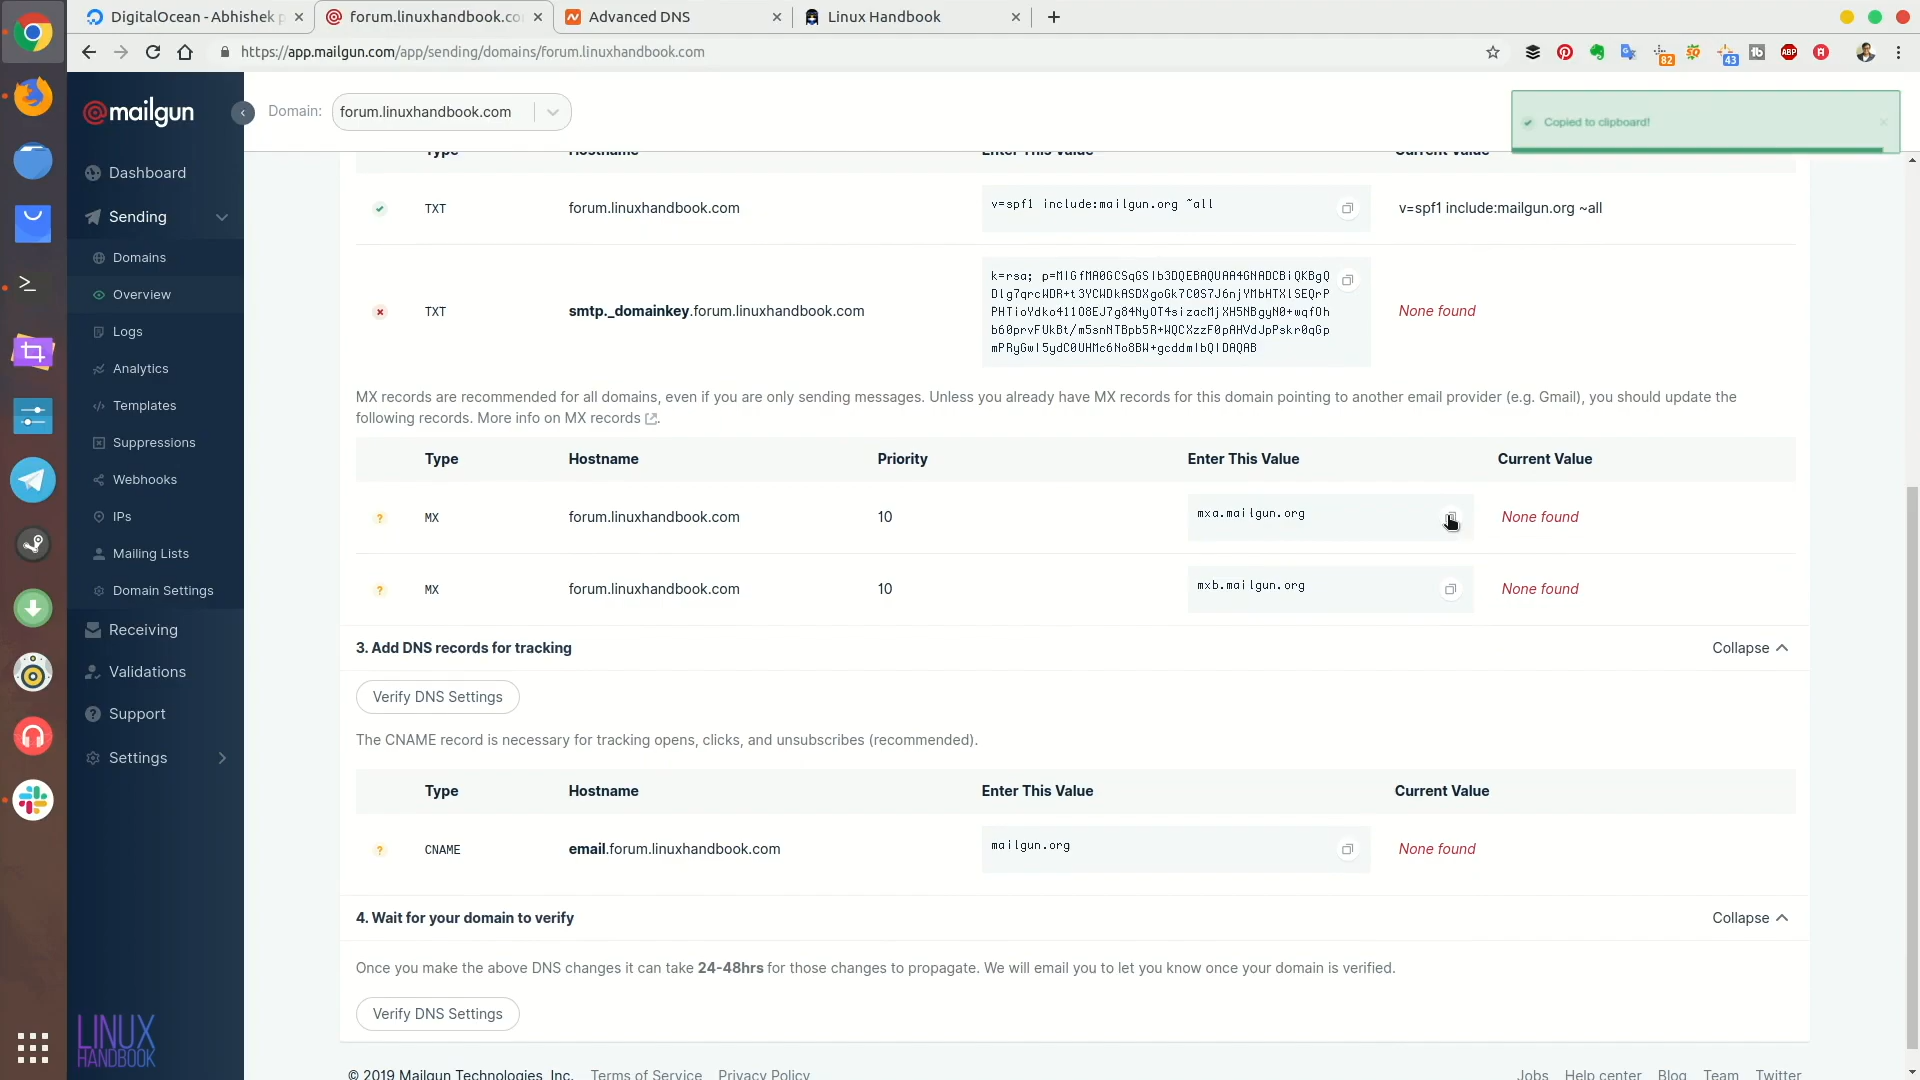 DigitalOcean - Abhishek p
forum.linuxhandbook.co
Advanced DNS
Linux Handbook
https://app.mailgun.com/app/sending/domains/forum.linuxhandbook.com
82
43
tb
ABP
mailgun
Domain:
forum.linuxhandbook.com
Copied to clipboard!
Dashboard
Sending
Domains
Overview
Logs
Analytics
Templates
Suppressions
Webhooks
IPs
Mailing Lists
Domain Settings
Receiving
Validations
Support
Settings
LINUX
HANDBOOK
Type Hostname Enter This Value Current Value
TXT forum.linuxhandbook.com v=spf1 include:mailgun.org ~all v=spf1 include:mailgun.org ~all
TXT smtp._domainkey.forum.linuxhandbook.com None found
k=rsa;
MX records are recommended for all domains, even if you are only sending messages. Unless you already have MX records for this domain pointing to another email provider (e.g. Gmail), you should update the
following records. More info on MX records.
Type Hostname Priority Enter This Value Current Value
MX forum.linuxhandbook.com 10 mxa.mailgun.org None found
MX forum.linuxhandbook.com 10 mxb.mailgun.org None found
3. Add DNS records for tracking
Collapse
Verify DNS Settings
The CNAME record is necessary for tracking opens, clicks, and unsubscribes (recommended).
Type Hostname Enter This Value Current Value
CNAME email.forum.linuxhandbook.com mailgun.org None found
4. Wait for your domain to verify
Collapse
Once you make the above DNS changes it can take 24-48hrs for those changes to propagate. We will email you to let you know once your domain is verified.
Verify DNS Settings
© 2019 Mailgun Technologies, Inc. Terms of Service Privacy Policy
Jobs Help center Blog Team Twitter